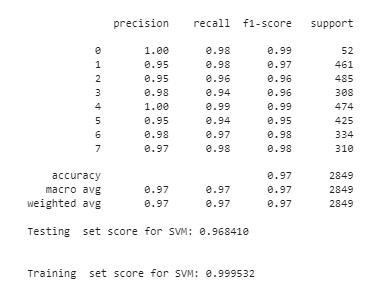 precision recall f1-score support
0 1.00 0.98 0.99 52
1 0.95 0.98 0.97 461
2 0.95 0.96 0.96 485
3 0.98 0.94 0.96 308
4 1.00 0.99 0.99 474
5 0.95 0.94 0.95 425
6 0.98 0.97 0.98 334
7 0.97 0.98 0.98 310
accuracy 0.97 2849
macro avg 0.97 0.97 0.97 2849
weighted avg 0.97 0.97 0.97 2849
Testing set score for SVM: 0.968410
Training set score for SVM: 0.999532